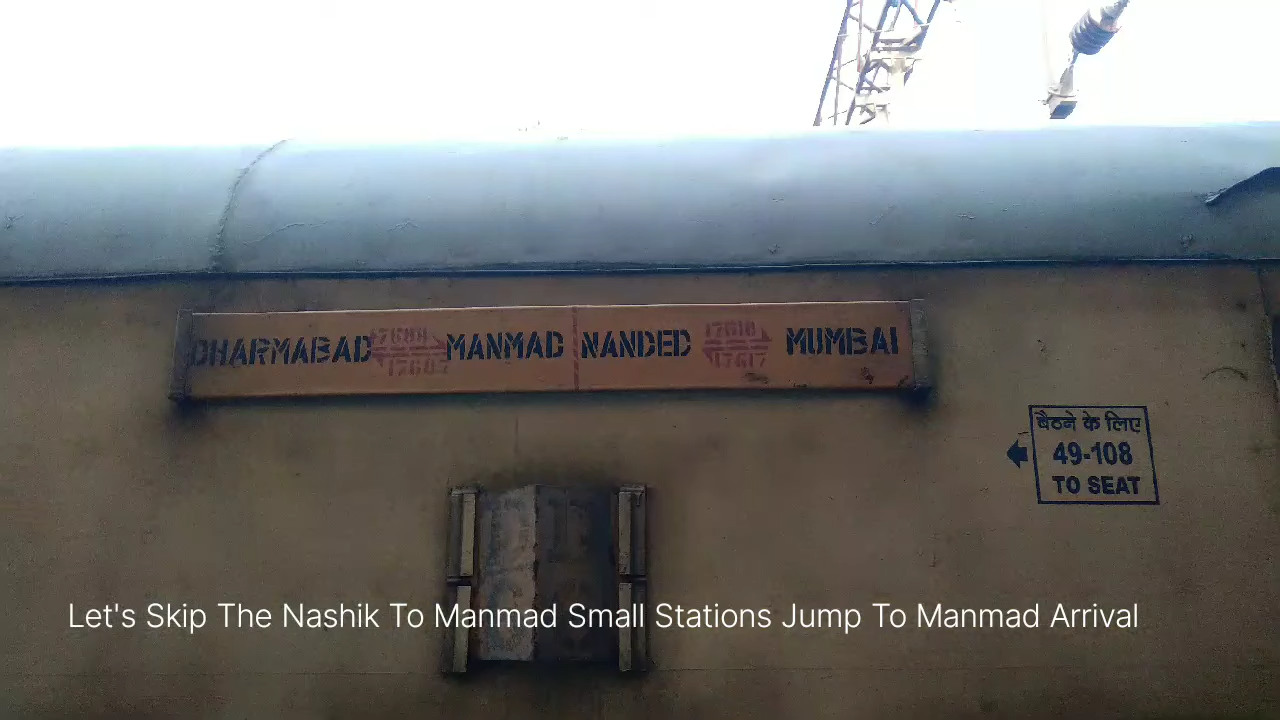 DHARMABAD MANMAD NANDED 17618 MUMBAI
17617
बैठने के लिए
49-108
TO SEAT
Let's Skip The Nashik To Manmad Small Stations Jump To Manmad Arrival